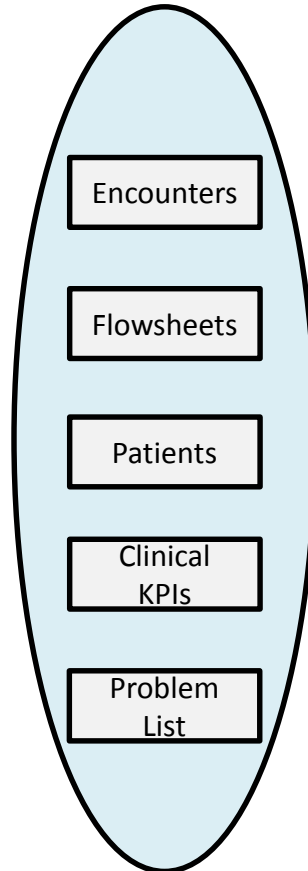 Encounters
Flowsheets
Patients
Clinical
KPIs
Problem
List